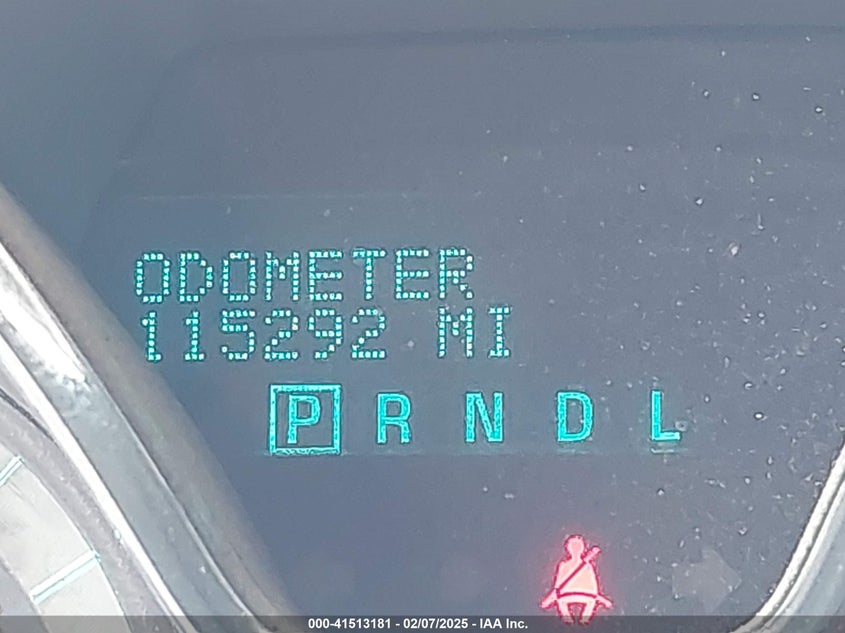 ODOMETER
115292 MI
P R N D L
000-41513181 - 02/07/2025 - IAA Inc.